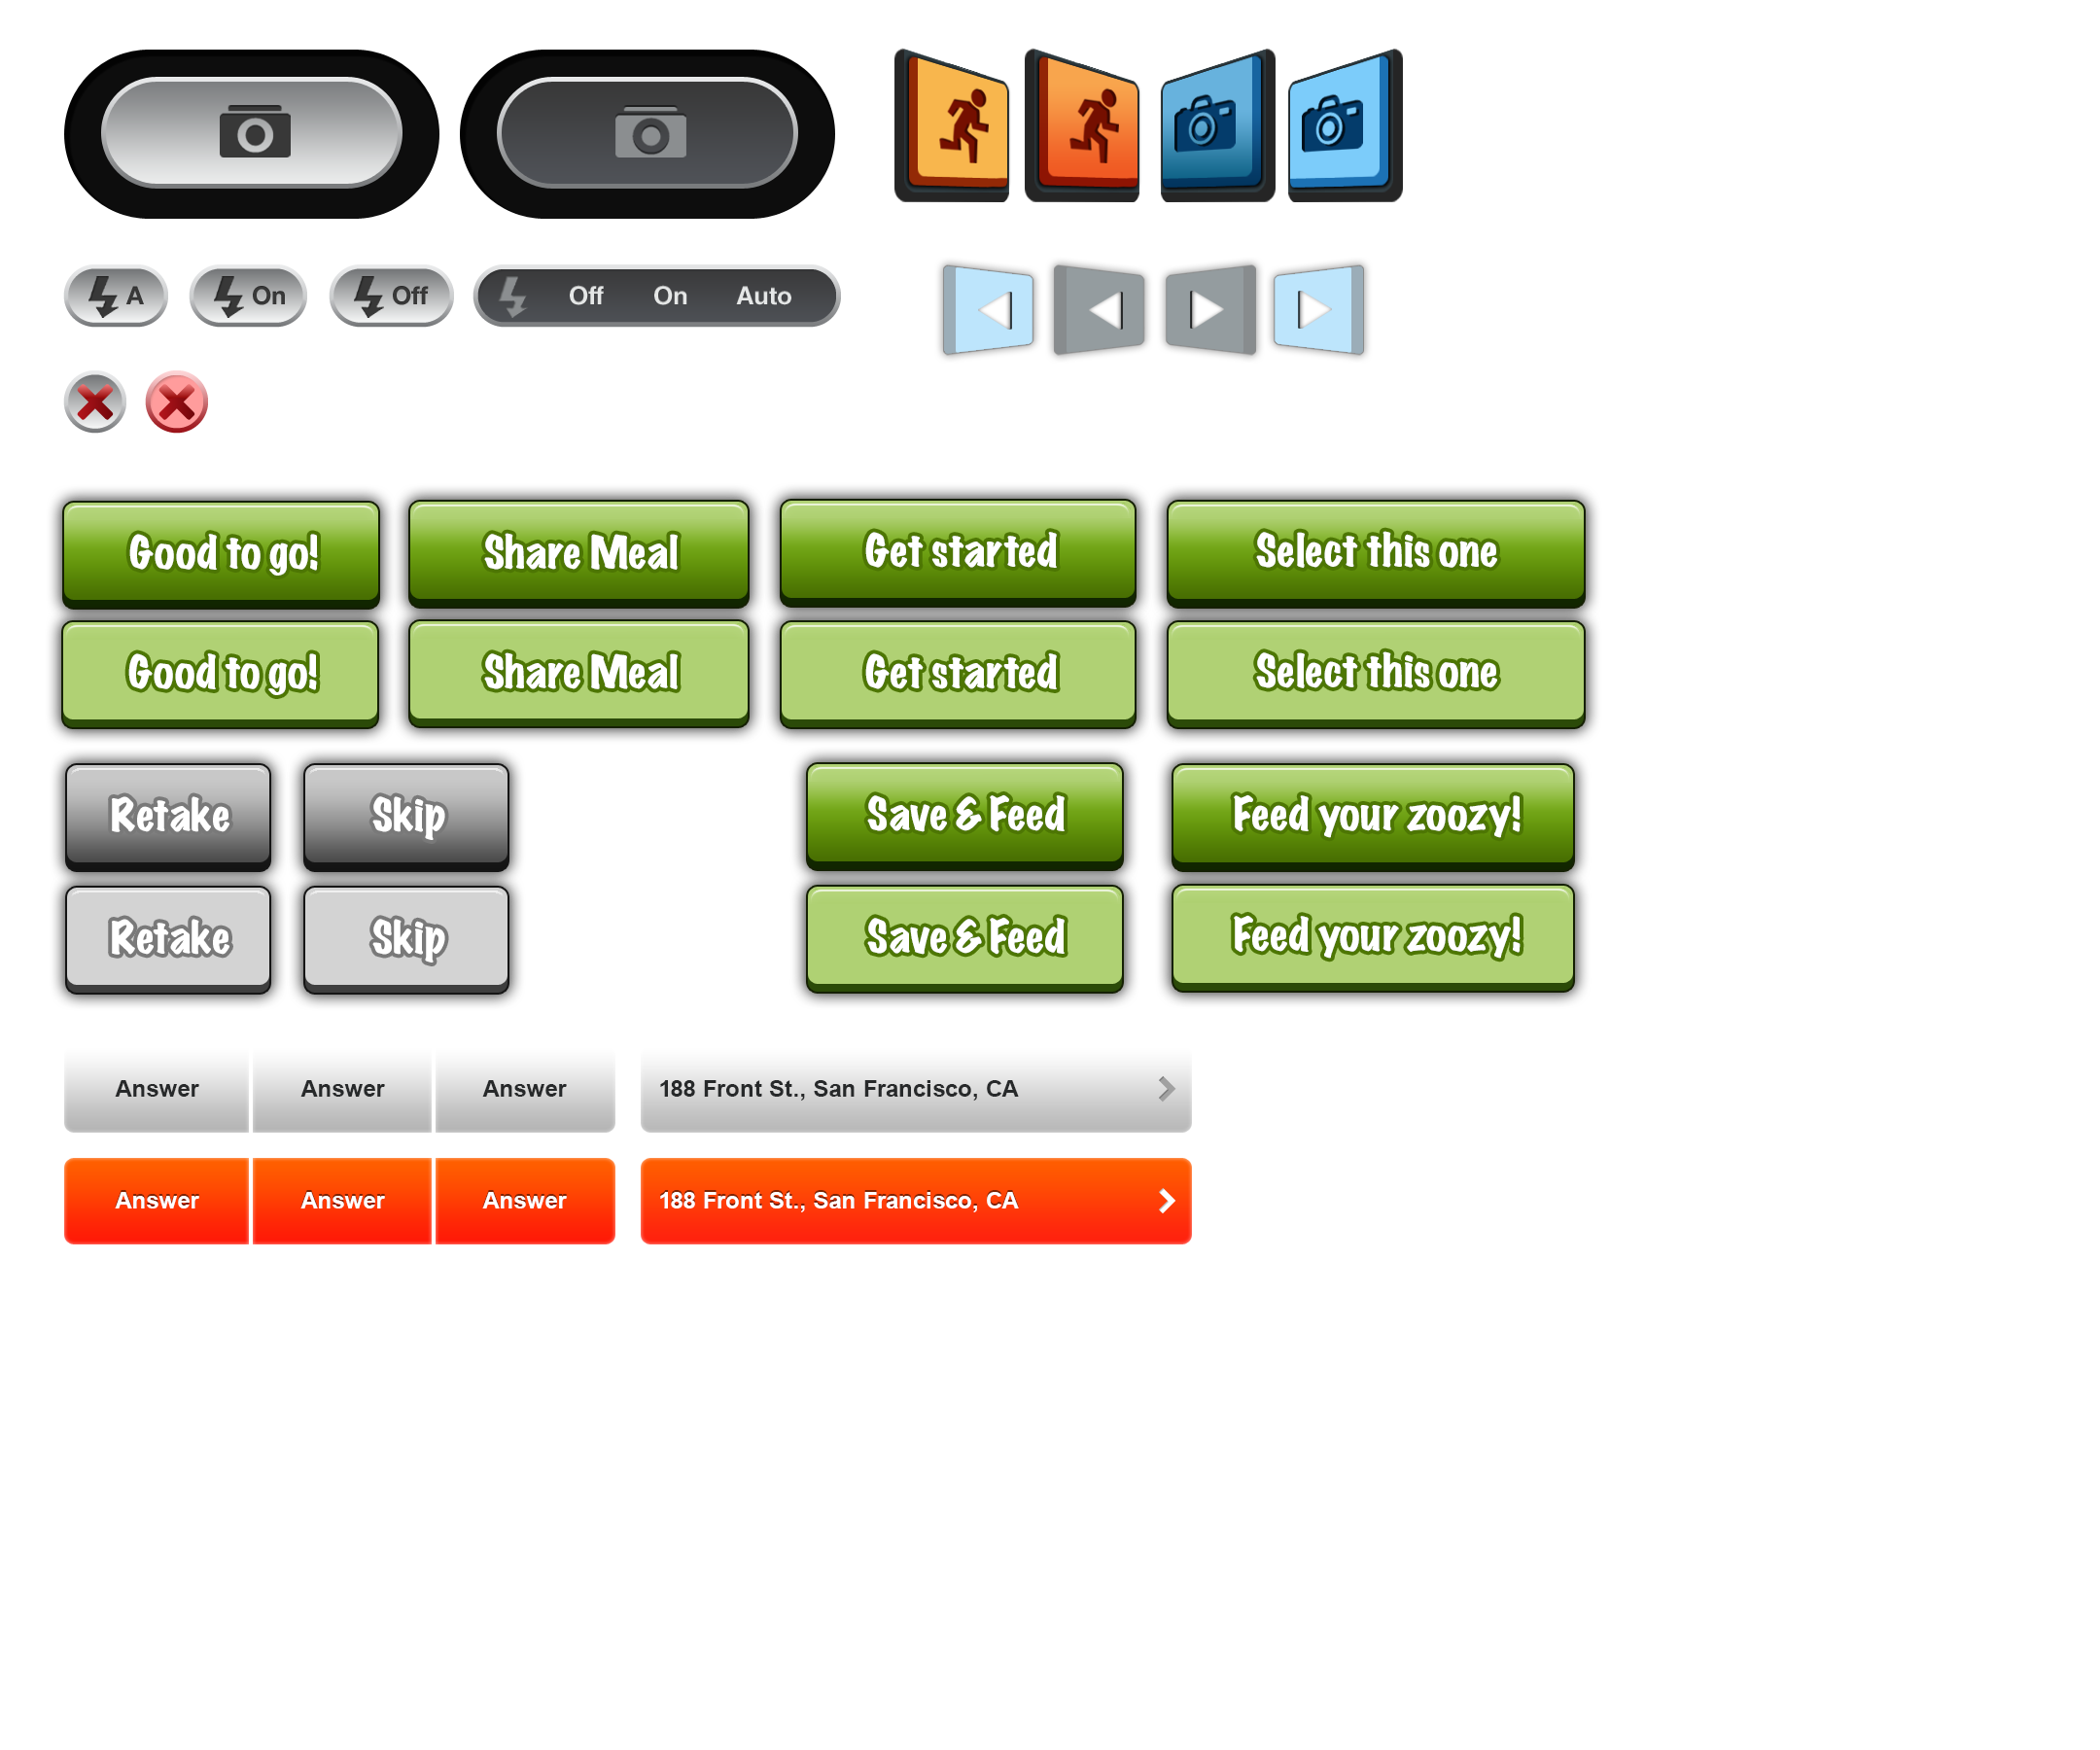 A On Off Off On Auto
Good to go! Share Meal Get started Select this one
Good to go! Share Meal Get started Select this one
Retake Skip Save & Feed Feed your zoozy!
Retake Skip Save & Feed Feed your zoozy!
Answer Answer Answer 188 Front St., San Francisco, CA
Answer Answer Answer 188 Front St., San Francisco, CA